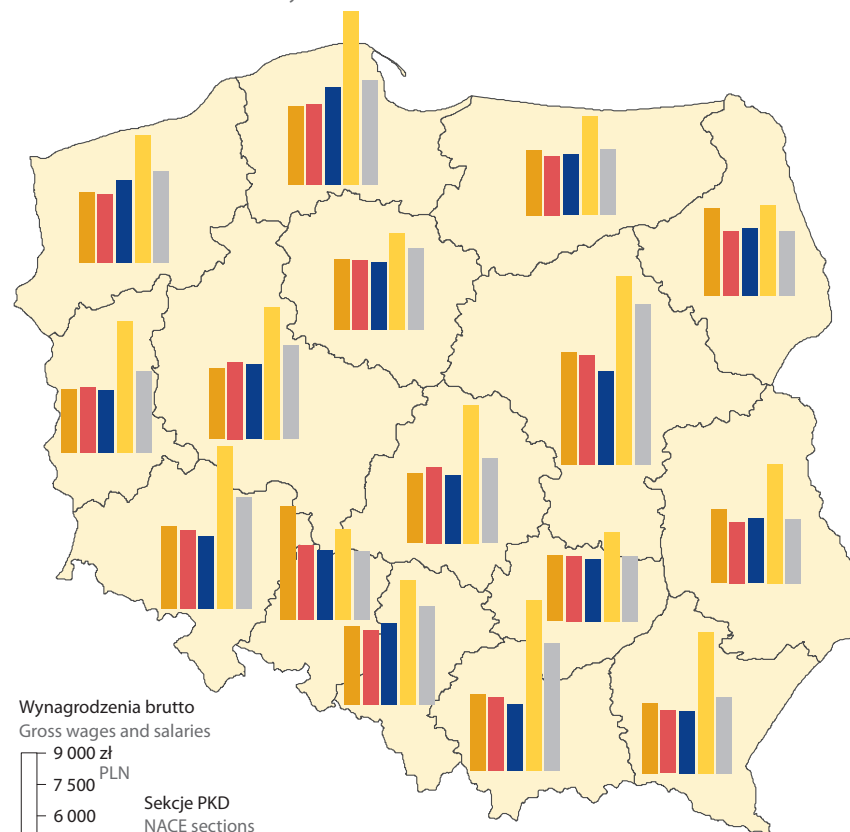 Wynagrodzenia brutto
Gross wages and salaries
9 000 zł
PLN
7 500
6 000
Sekcje PKD
NACE sections